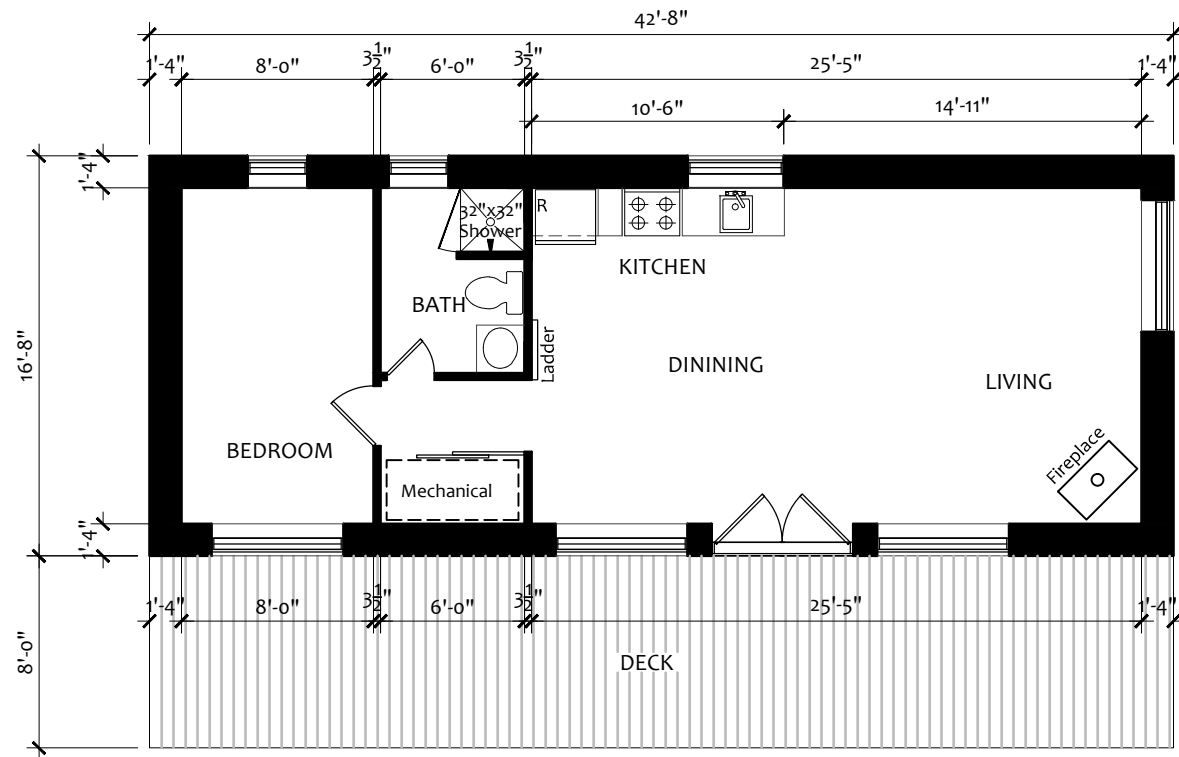 42'-8"
1'-4"
8'-0"
3½"
6'-0"
3½"
25'-5"
1'-4"
10'-6"
14'-11"
1'-4"
32"x32"
Shower
R
KITCHEN
BATH
16'-8"
Ladder
DINING
LIVING
BEDROOM
Fireplace
Mechanical
1'-4"
1'-4"
8'-0"
3½"
6'-0"
3½"
25'-5"
1'-4"
8'-0"
DECK